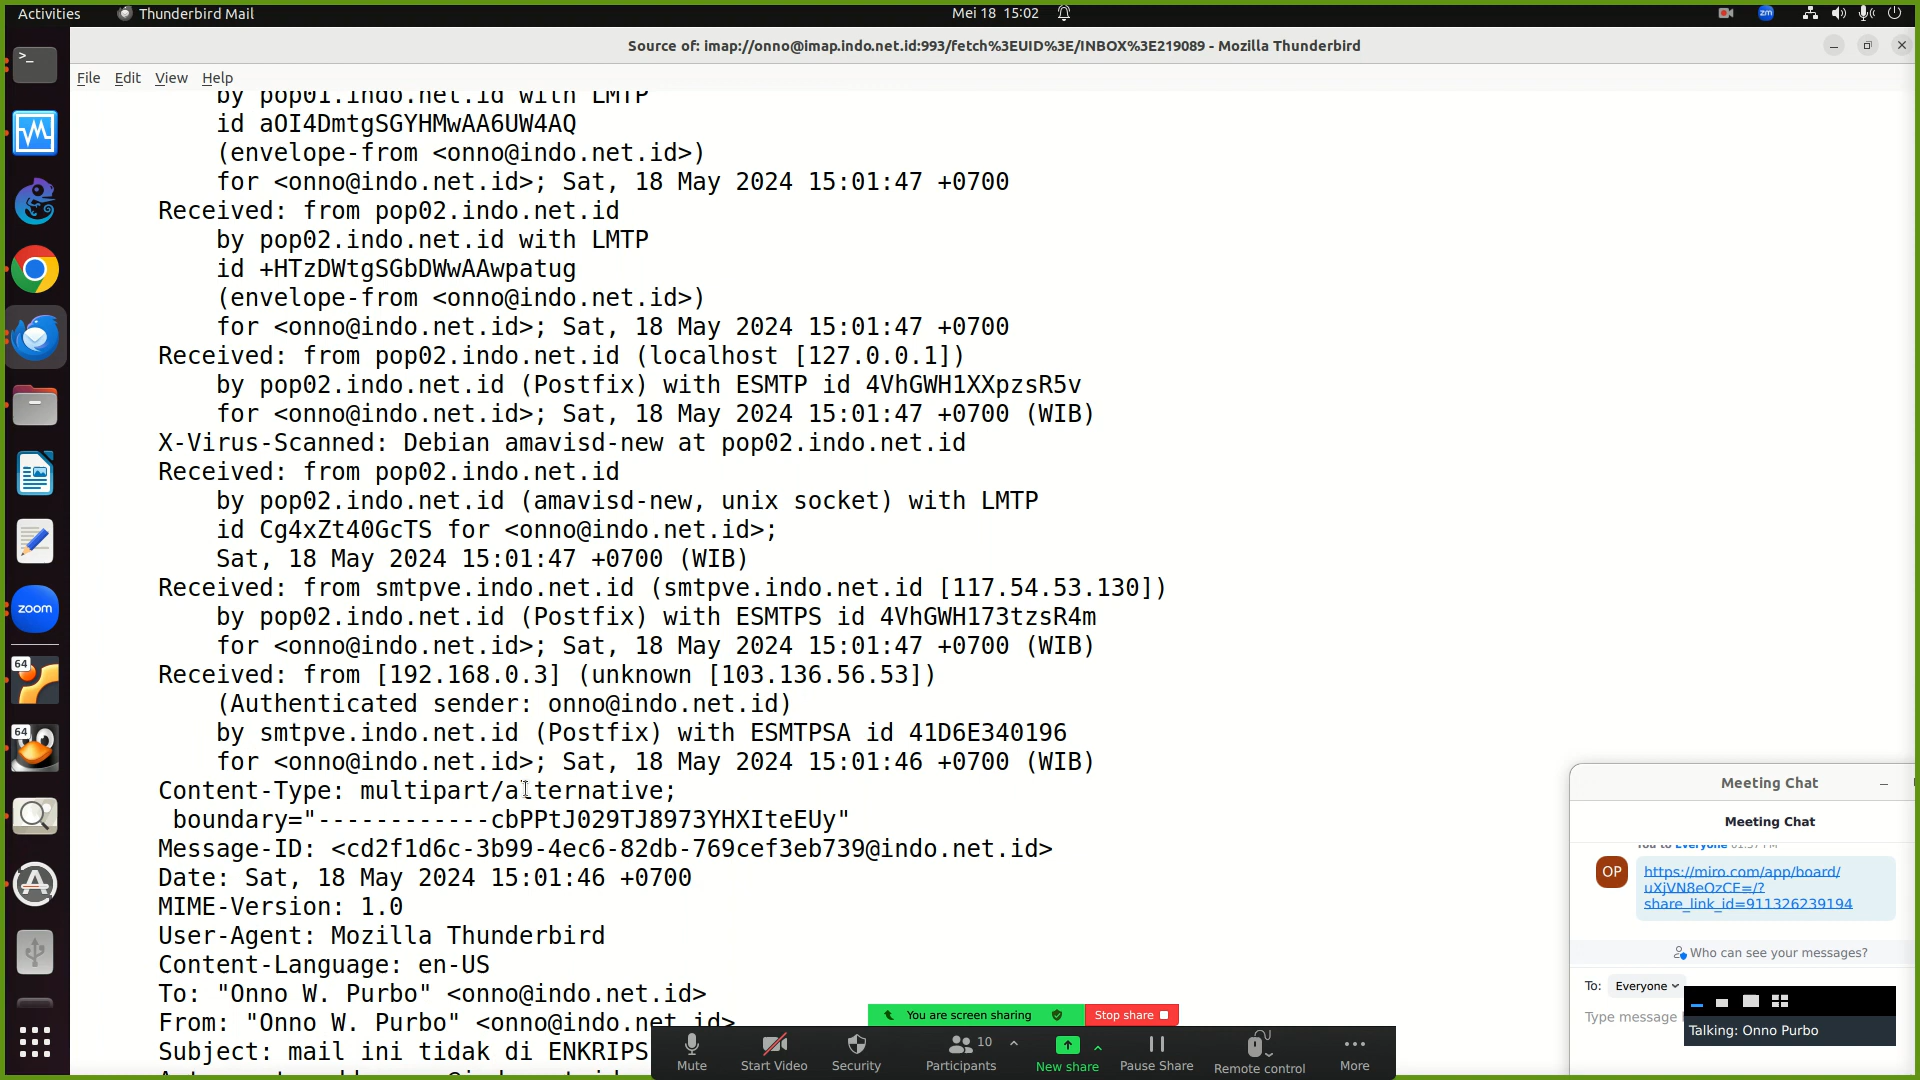 Activities
Thunderbird Mail
Mei 18 15:02
zm
Source of: imap://onno@imap.indo.net.id:993/fetch%3EUID%3E/INBOX%3E219089 - Mozilla Thunderbird
File Edit View Help
by pop01.indo.net.id with LMTP
id aOI4DmtgSGYHMwAA6UW4AQ
(envelope-from <onno@indo.net.id>)
for <onno@indo.net.id>; Sat, 18 May 2024 15:01:47 +0700
Received: from pop02.indo.net.id
by pop02.indo.net.id with LMTP
id +HTzDWtgSGbDWwAAwpatug
(envelope-from <onno@indo.net.id>)
for <onno@indo.net.id>; Sat, 18 May 2024 15:01:47 +0700
Received: from pop02.indo.net.id (localhost [127.0.0.1])
by pop02.indo.net.id (Postfix) with ESMTP id 4VhGWH1XXpzsR5v
for <onno@indo.net.id>; Sat, 18 May 2024 15:01:47 +0700 (WIB)
X-Virus-Scanned: Debian amavisd-new at pop02.indo.net.id
Received: from pop02.indo.net.id
by pop02.indo.net.id (amavisd-new, unix socket) with LMTP
id Cg4xZt40GcTS for <onno@indo.net.id>;
Sat, 18 May 2024 15:01:47 +0700 (WIB)
Received: from smtpve.indo.net.id (smtpve.indo.net.id [117.54.53.130])
by pop02.indo.net.id (Postfix) with ESMTPS id 4VhGWH173tzsR4m
for <onno@indo.net.id>; Sat, 18 May 2024 15:01:47 +0700 (WIB)
Received: from [192.168.0.3] (unknown [103.136.56.53])
(Authenticated sender: onno@indo.net.id)
by smtpve.indo.net.id (Postfix) with ESMTPSA id 41D6E340196
for <onno@indo.net.id>; Sat, 18 May 2024 15:01:46 +0700 (WIB)
Content-Type: multipart/alternative;
boundary="------------cbPPtJ029TJ8973YHXIteEUy"
Message-ID: <cd2f1d6c-3b99-4ec6-82db-769cef3eb739@indo.net.id>
Date: Sat, 18 May 2024 15:01:46 +0700
MIME-Version: 1.0
User-Agent: Mozilla Thunderbird
Content-Language: en-US
To: "Onno W. Purbo" <onno@indo.net.id>
From: "Onno W. Purbo" <onno@indo.net.id>
Subject: mail ini tidak di ENKRIPS
zoom
64
64
Meeting Chat
Meeting Chat
You to Everyone
OP
https://miro.com/app/board/
uXjVN8eOzCE=/?
share_link_id=911326239194
Who can see your messages?
To: Everyone
Type message
Talking: Onno Purbo
You are screen sharing
Stop share
Mute
Start Video
Security
Participants 10
New share
Pause Share
Remote control
More